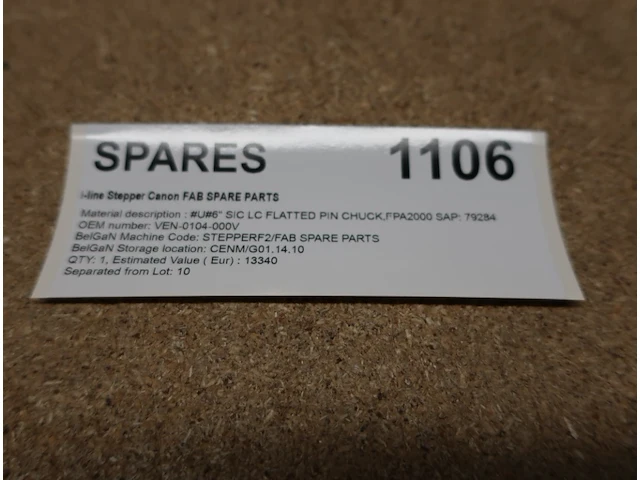 SPARES 1106
i-line Stepper Canon FAB SPARE PARTS
Material description : #U#6" SIC LC FLATTED PIN CHUCK,FPA2000 SAP: 79284
OEM number: VEN-0104-000V
BelGaN Machine Code: STEPPERF2/FAB SPARE PARTS
BelGaN Storage location: CENM/G01.14.10
QTY: 1, Estimated Value ( Eur) : 13340
Separated from Lot: 10